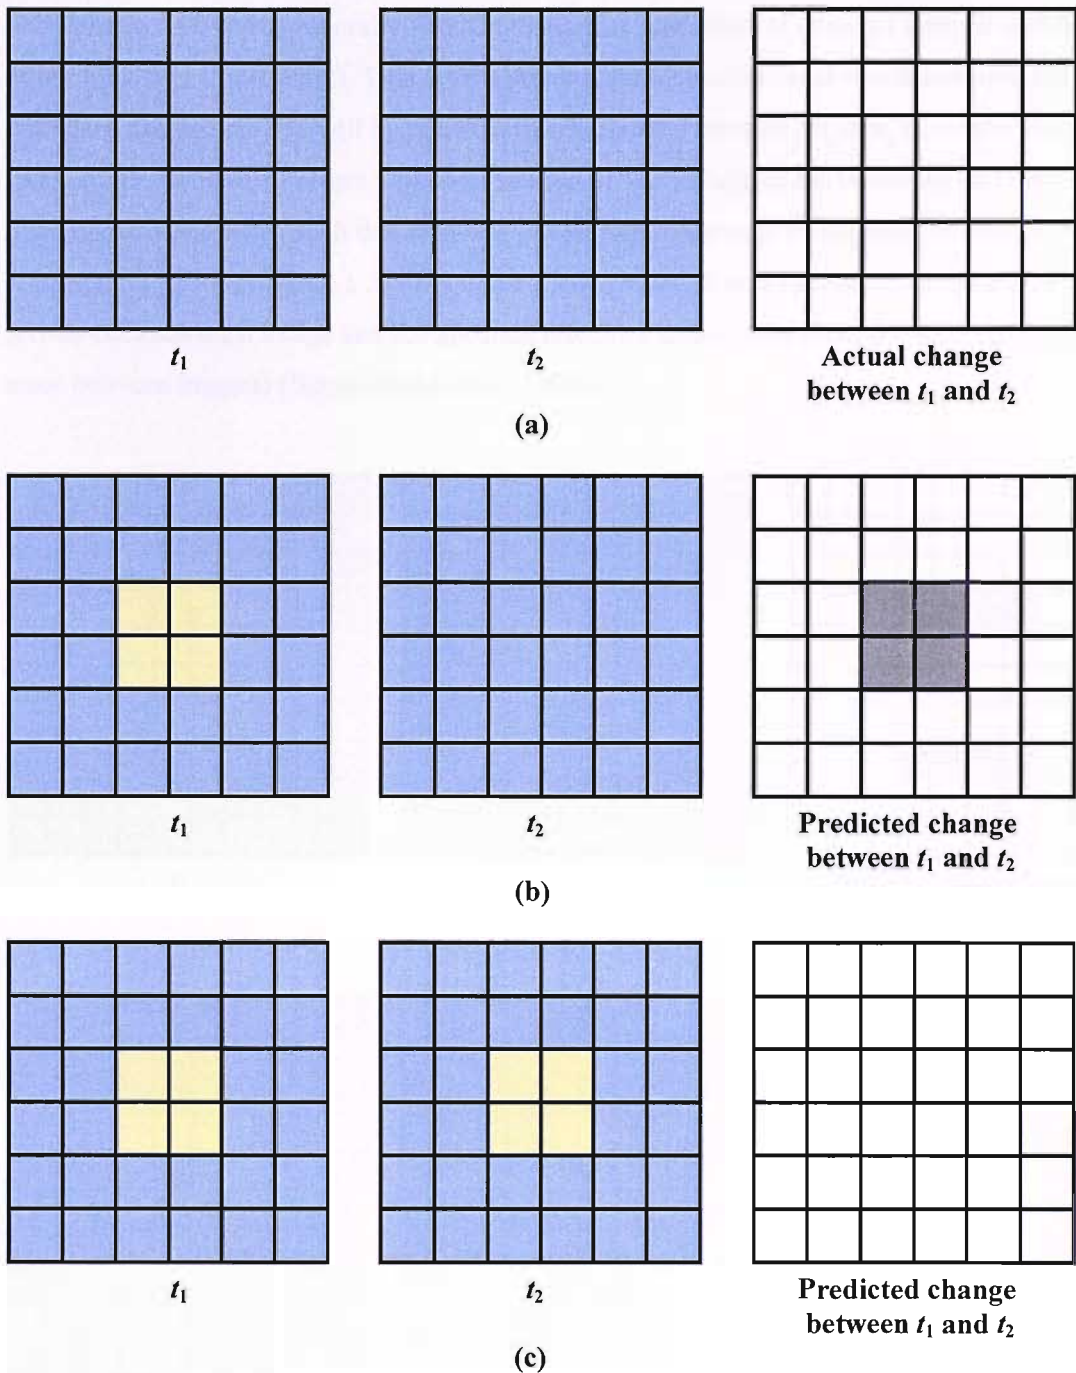 t₁
t₂
Actual change
between t₁ and t₂
(a)
t₁
t₂
Predicted change
between t₁ and t₂
(b)
t₁
t₂
Predicted change
between t₁ and t₂
(c)